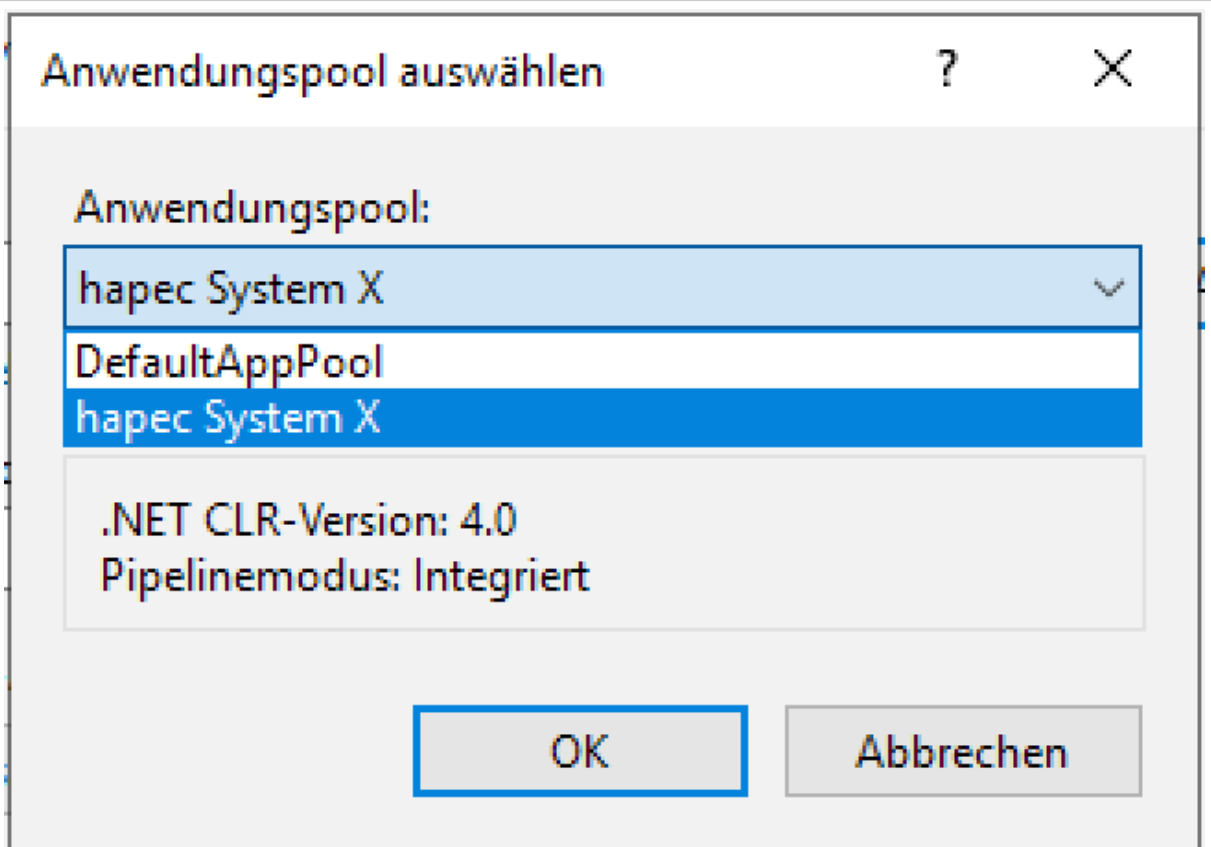 Anwendungspool auswählen
?
Anwendungspool:
hapec System X
DefaultAppPool
hapec System X
.NET CLR-Version: 4.0
Pipelinemodus: Integriert
OK
Abbrechen